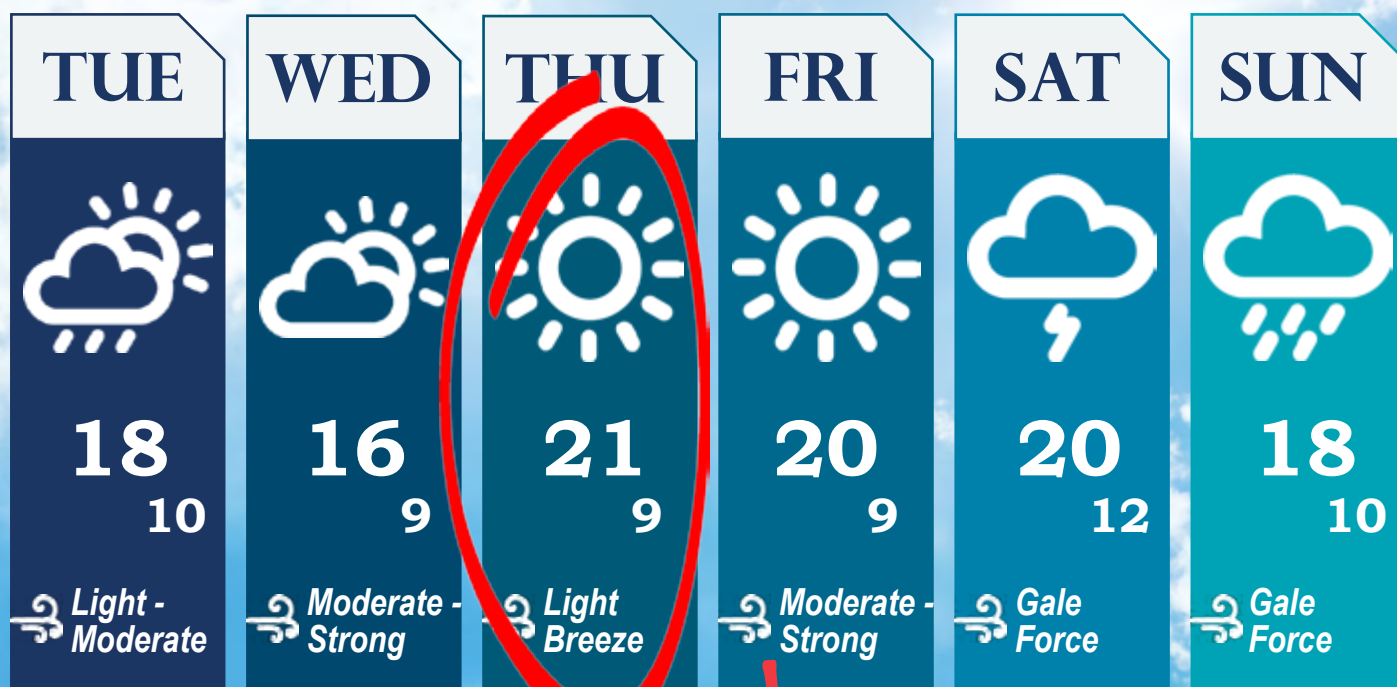 TUE
WED
THU
FRI
SAT
SUN
18
16
21
20
20
18
10
9
9
9
12
10
Light -
Moderate
Moderate -
Strong
Light
Breeze
Moderate -
Strong
Gale
Force
Gale
Force